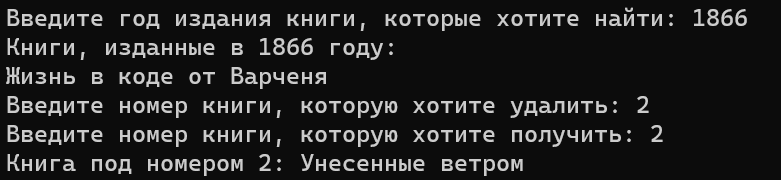 Введите год издания книги, которые хотите найти: 1866
Книги, изданные в 1866 году:
Жизнь в коде от Варченя
Введите номер книги, которую хотите удалить: 2
Введите номер книги, которую хотите получить: 2
Книга под номером 2: Унесенные ветром